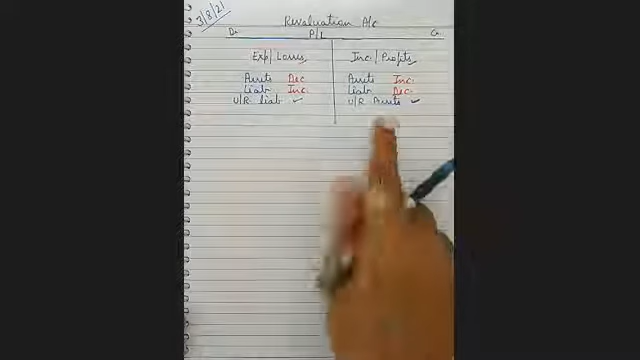 3/8/21
Revaluation A/c
Dr. P/L Cr.
Exp/Losses Inc./Profits
Assets Dec. Assets Inc.
Liab Inc. Liab Dec.
U/R Liab ✓ U/R Assets ✓